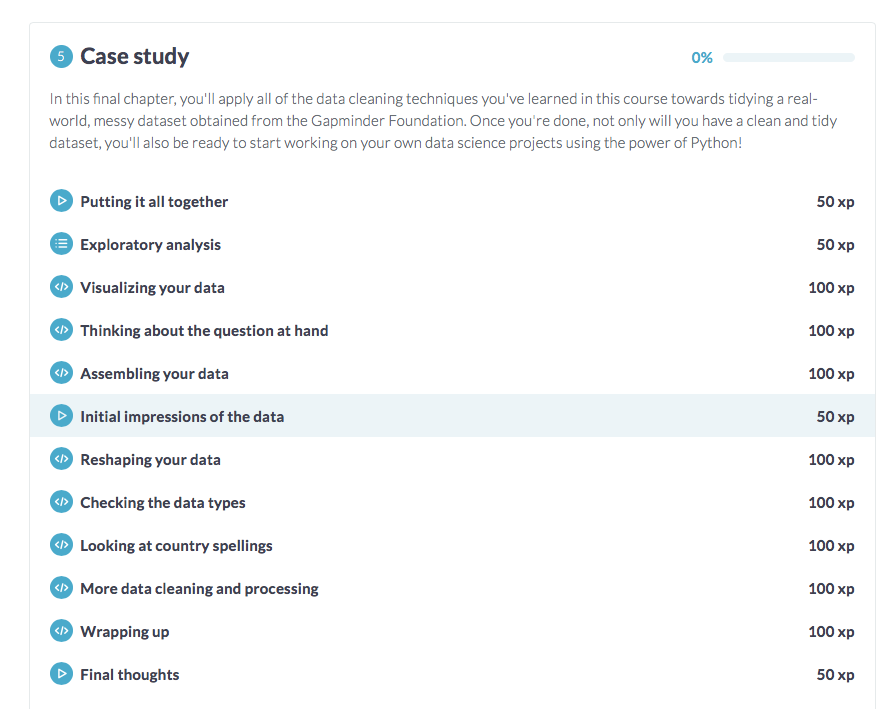 5 Case study 0%
In this final chapter, you'll apply all of the data cleaning techniques you've learned in this course towards tidying a real-
world, messy dataset obtained from the Gapminder Foundation. Once you're done, not only will you have a clean and tidy
dataset, you'll also be ready to start working on your own data science projects using the power of Python!
Putting it all together 50 xp
Exploratory analysis 50 xp
Visualizing your data 100 xp
Thinking about the question at hand 100 xp
Assembling your data 100 xp
Initial impressions of the data 50 xp
Reshaping your data 100 xp
Checking the data types 100 xp
Looking at country spellings 100 xp
More data cleaning and processing 100 xp
Wrapping up 100 xp
Final thoughts 50 xp